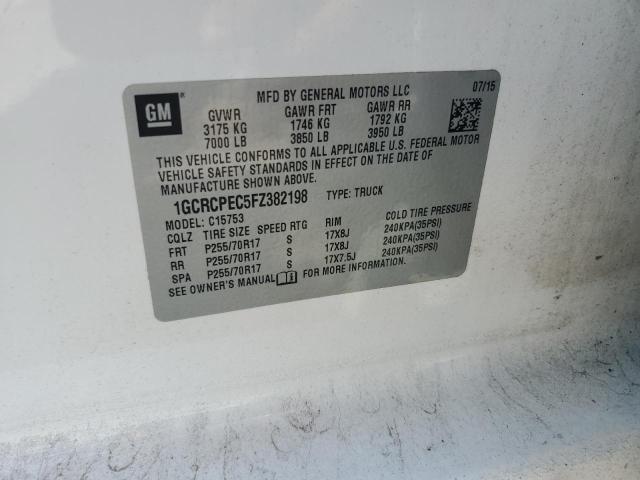 GM
MFD BY GENERAL MOTORS LLC
07/15
GVWR GAWR FRT GAWR RR
3175 KG 1746 KG 1792 KG
7000 LB 3850 LB 3950 LB
THIS VEHICLE CONFORMS TO ALL APPLICABLE U.S. FEDERAL MOTOR
VEHICLE SAFETY STANDARDS IN EFFECT ON THE DATE OF
MANUFACTURE SHOWN ABOVE.
1GCRCPEC5FZ382198 TYPE: TRUCK
MODEL: C15753
CQLZ TIRE SIZE SPEED RTG RIM COLD TIRE PRESSURE
FRT P255/70R17 S 17X8J 240KPA(35PSI)
RR P255/70R17 S 17X8J 240KPA(35PSI)
SPA P255/70R17 S 17X7.5J 240KPA(35PSI)
SEE OWNER'S MANUAL FOR MORE INFORMATION.